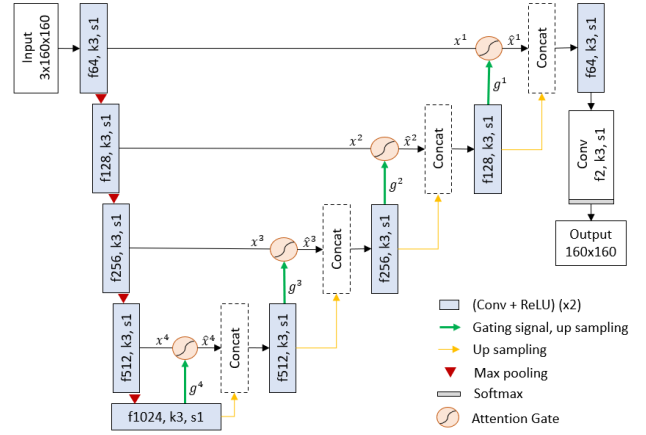 Input
3x160x160
f64, k3, s1
x¹
x̂¹
Concat
f64, k3, s1
g¹
f128, k3, s1
x²
x̂²
Concat
f128, k3, s1
Conv
f2, k3, s1
g²
f256, k3, s1
x³
x̂³
Concat
f256, k3, s1
Output
160x160
g³
f512, k3, s1
x⁴
x̂⁴
Concat
f512, k3, s1
g⁴
f1024, k3, s1
(Conv + ReLU) (x2)
Gating signal, up sampling
Up sampling
Max pooling
Softmax
Attention Gate